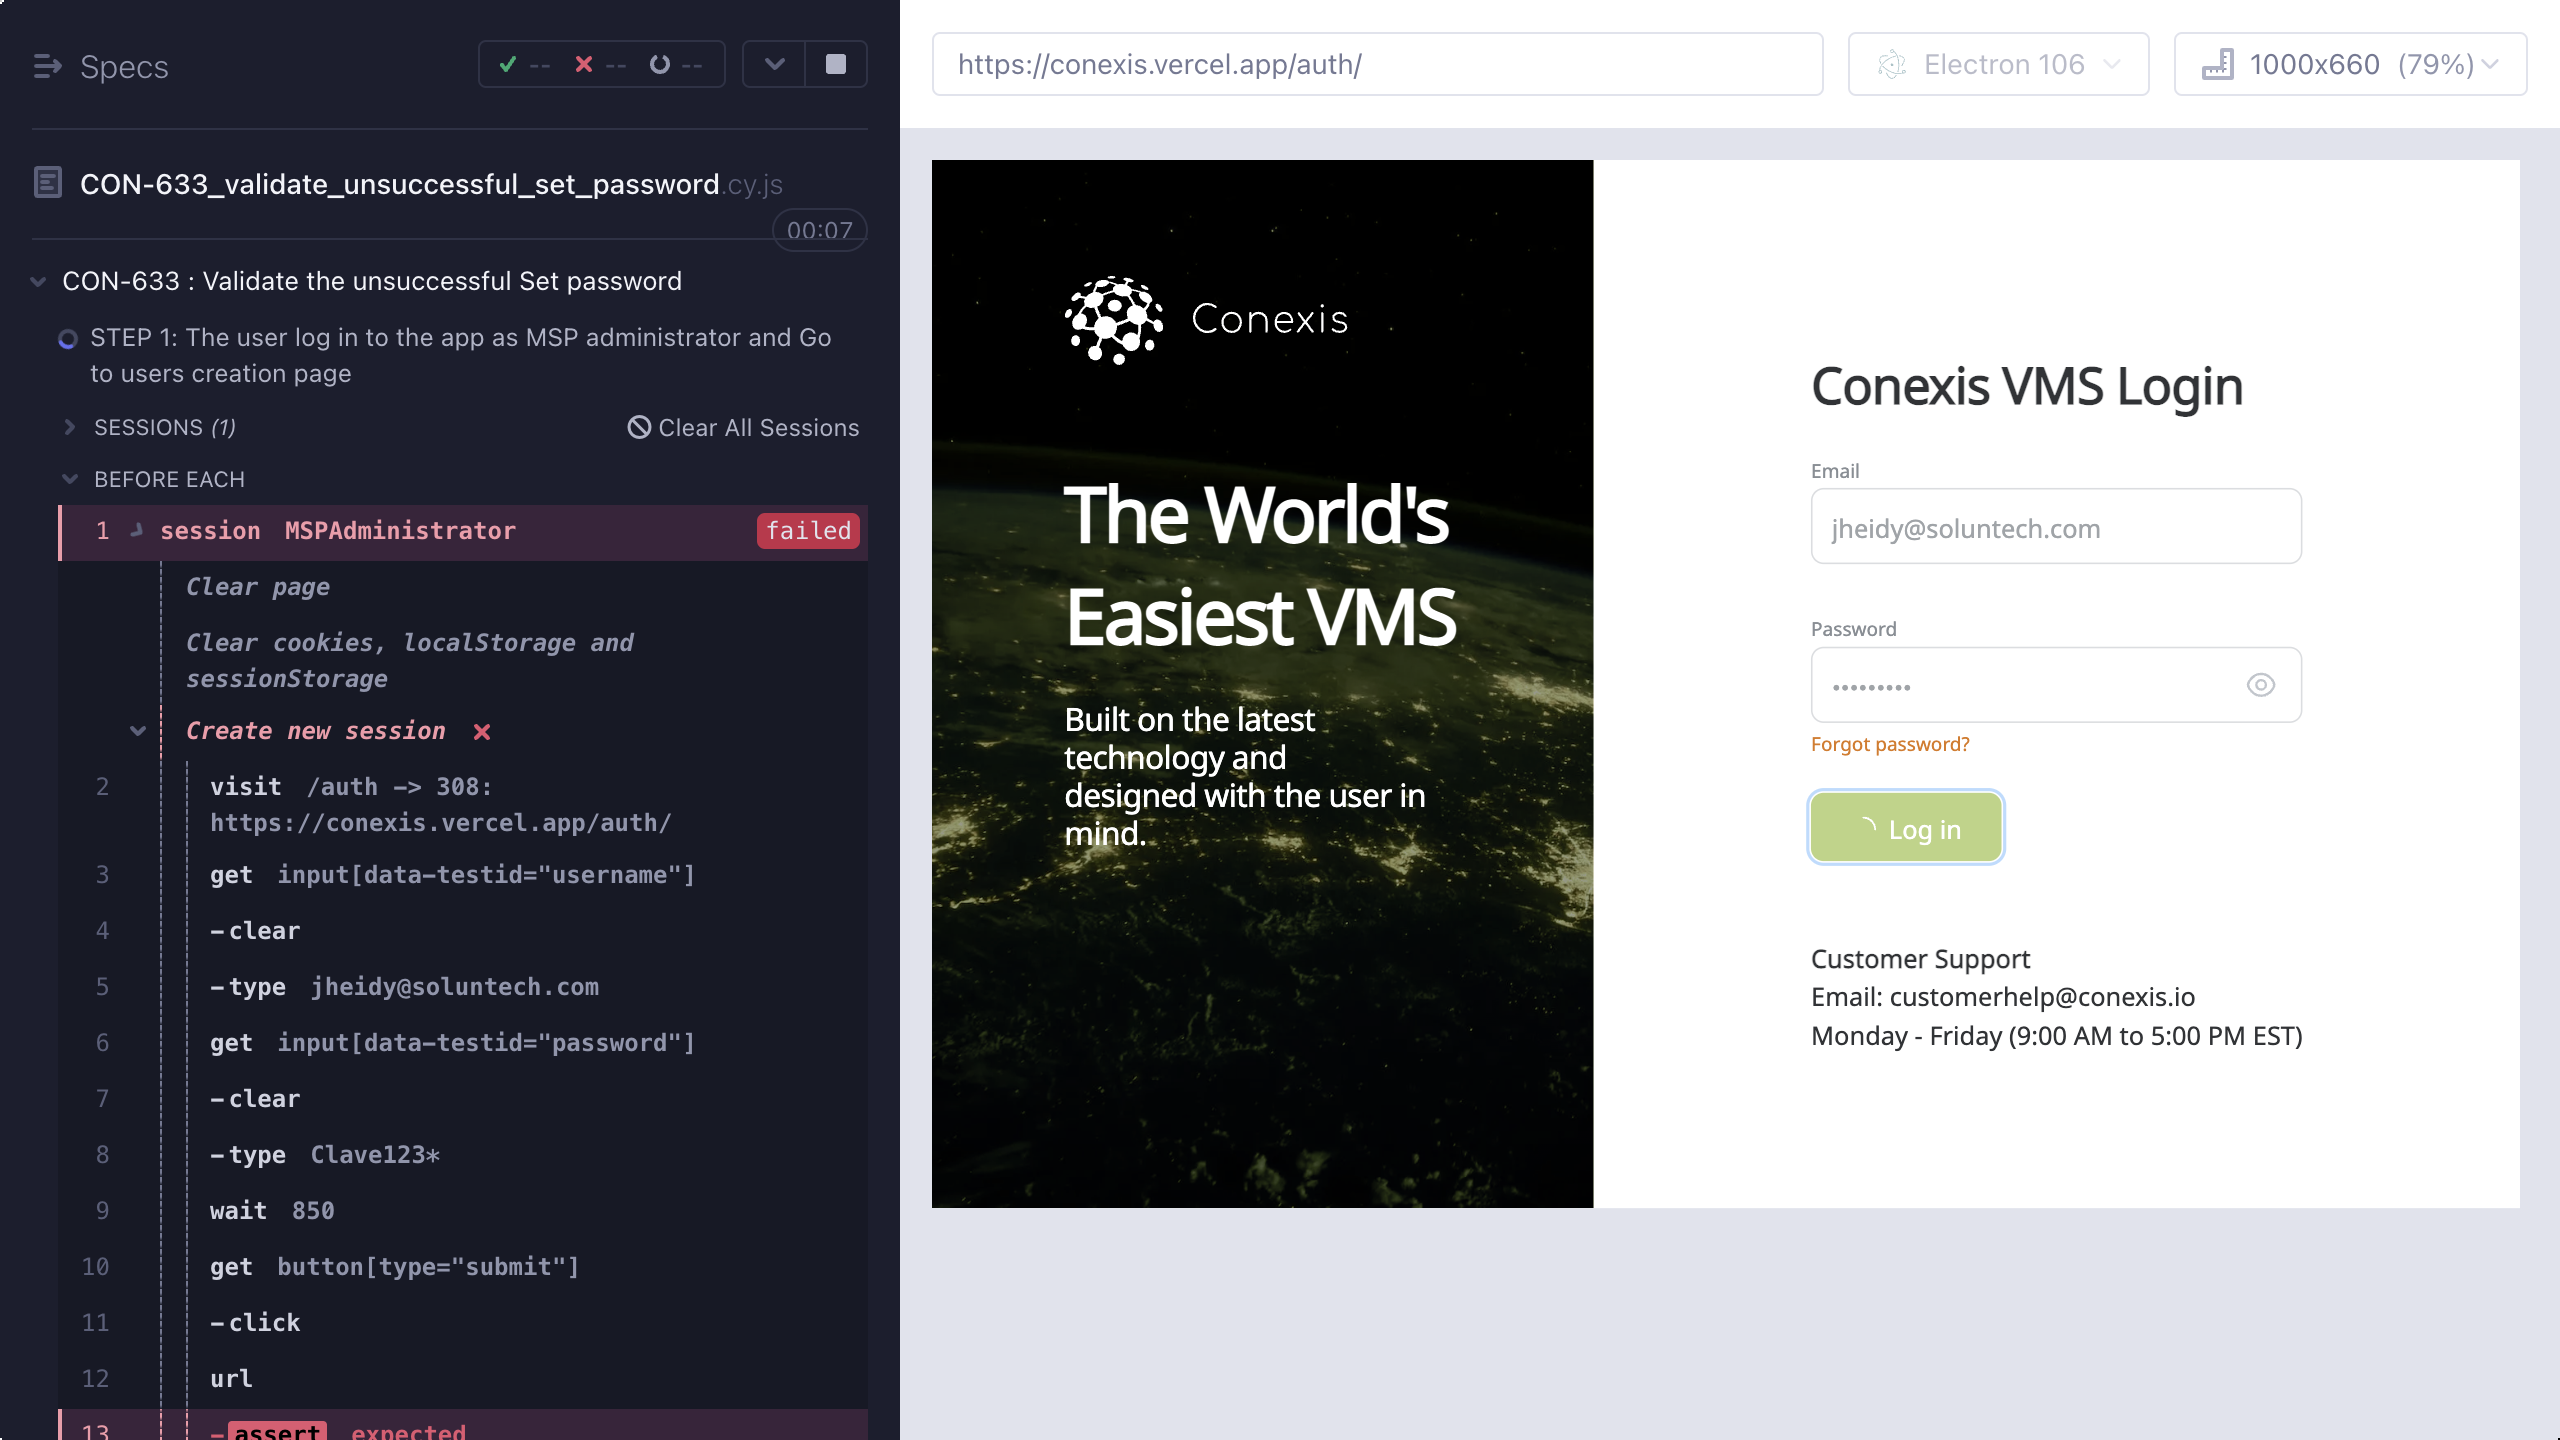 Specs
--
--
--
CON-633_validate_unsuccessful_set_password.cy.js
00:07
CON-633 : Validate the unsuccessful Set password
STEP 1: The user log in to the app as MSP administrator and Go
to users creation page
SESSIONS (1)
Clear All Sessions
BEFORE EACH
1 session MSPAdministrator failed
Clear page
Clear cookies, localStorage and
sessionStorage
Create new session
2 visit /auth -> 308:
https://conexis.vercel.app/auth/
3 get input[data-testid="username"]
4 -clear
5 -type jheidy@soluntech.com
6 get input[data-testid="password"]
7 -clear
8 -type Clave123*
9 wait 850
10 get button[type="submit"]
11 -click
12 url
13 -assert expected
https://conexis.vercel.app/auth/
Electron 106
1000x660 (79%)
Conexis
The World's
Easiest VMS
Built on the latest
technology and
designed with the user in
mind.
Conexis VMS Login
Email
jheidy@soluntech.com
Password
•••••••••
Forgot password?
Log in
Customer Support
Email: customerhelp@conexis.io
Monday - Friday (9:00 AM to 5:00 PM EST)